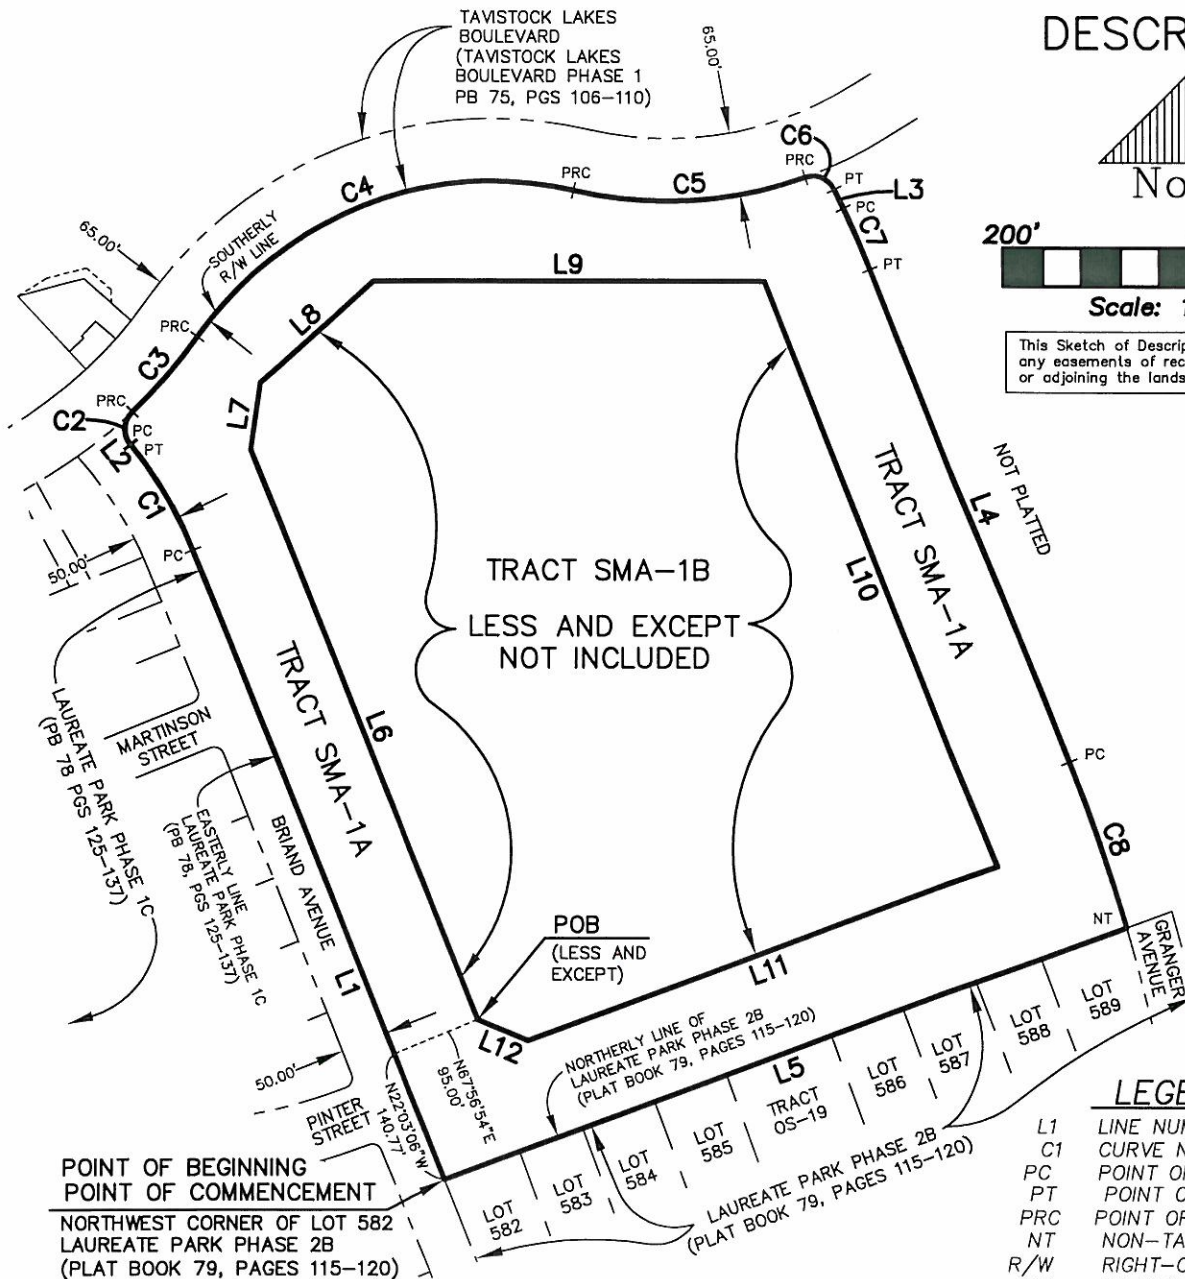 TAVISTOCK LAKES
BOULEVARD
(TAVISTOCK LAKES
BOULEVARD PHASE 1
PB 75, PGS 106-110)
65.00'
DESCR
No
200'
Scale: 1
This Sketch of Descrip
any easements of rec
or adjoining the lands
C6
PRC
PT
L3
PC
C7
PT
PRC
C5
C4
65.00'
SOUTHERLY
R/W LINE
PRC
C3
L9
L8
PRC
C2
PC
L2
PT
L7
C1
50.00'
PC
TRACT SMA-1B
LESS AND EXCEPT
NOT INCLUDED
TRACT SMA-1A
L10
L4
NOT PLATTED
TRACT SMA-1A
L6
LAUREATE PARK PHASE 1C
(PB 78 PGS 125-137)
MARTINSON
STREET
EASTERLY LINE
LAUREATE PARK PHASE 1C
(PB 78, PGS 125-137)
BRIAND AVENUE
L1
PC
C8
NT
GRANGER
AVENUE
POB
(LESS AND
EXCEPT)
L11
L12
NORTHERLY LINE OF
LAUREATE PARK PHASE 2B
(PLAT BOOK 79, PAGES 115-120)
L5
50.00'
PINTER
STREET
N22°03'06"W
140.77'
N67°56'54"E
95.00'
LOT
582
LOT
583
LOT
584
LOT
585
TRACT
OS-19
LOT
586
LOT
587
LOT
588
LOT
589
LAUREATE PARK PHASE 2B
(PLAT BOOK 79, PAGES 115-120)
POINT OF BEGINNING
POINT OF COMMENCEMENT
NORTHWEST CORNER OF LOT 582
LAUREATE PARK PHASE 2B
(PLAT BOOK 79, PAGES 115-120)
LEGE
L1 LINE NU
C1 CURVE N
PC POINT O
PT POINT O
PRC POINT OF
NT NON-TA
R/W RIGHT-O